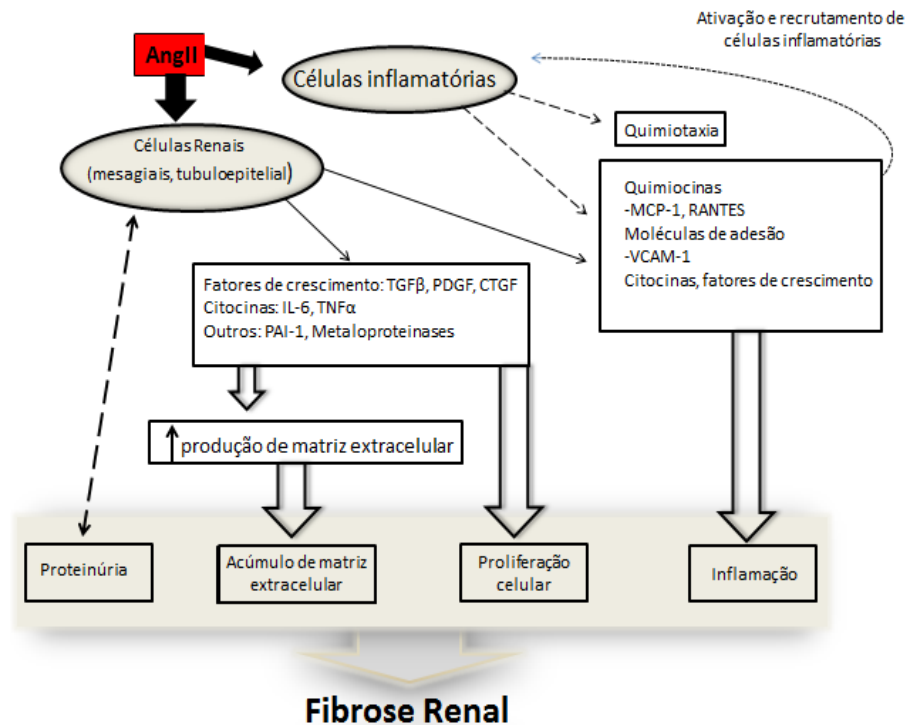 Ativação e recrutamento de
células inflamatórias
AngII
Células inflamatórias
Quimiotaxia
Células Renais
(mesagiais, tubuloepitelial)
Quimiocinas
-MCP-1, RANTES
Moléculas de adesão
-VCAM-1
Citocinas, fatores de crescimento
Fatores de crescimento: TGFβ, PDGF, CTGF
Citocinas: IL-6, TNFα
Outros: PAI-1, Metaloproteinases
produção de matriz extracelular
Proteinúria
Acúmulo de matriz
extracelular
Proliferação
celular
Inflamação
Fibrose Renal